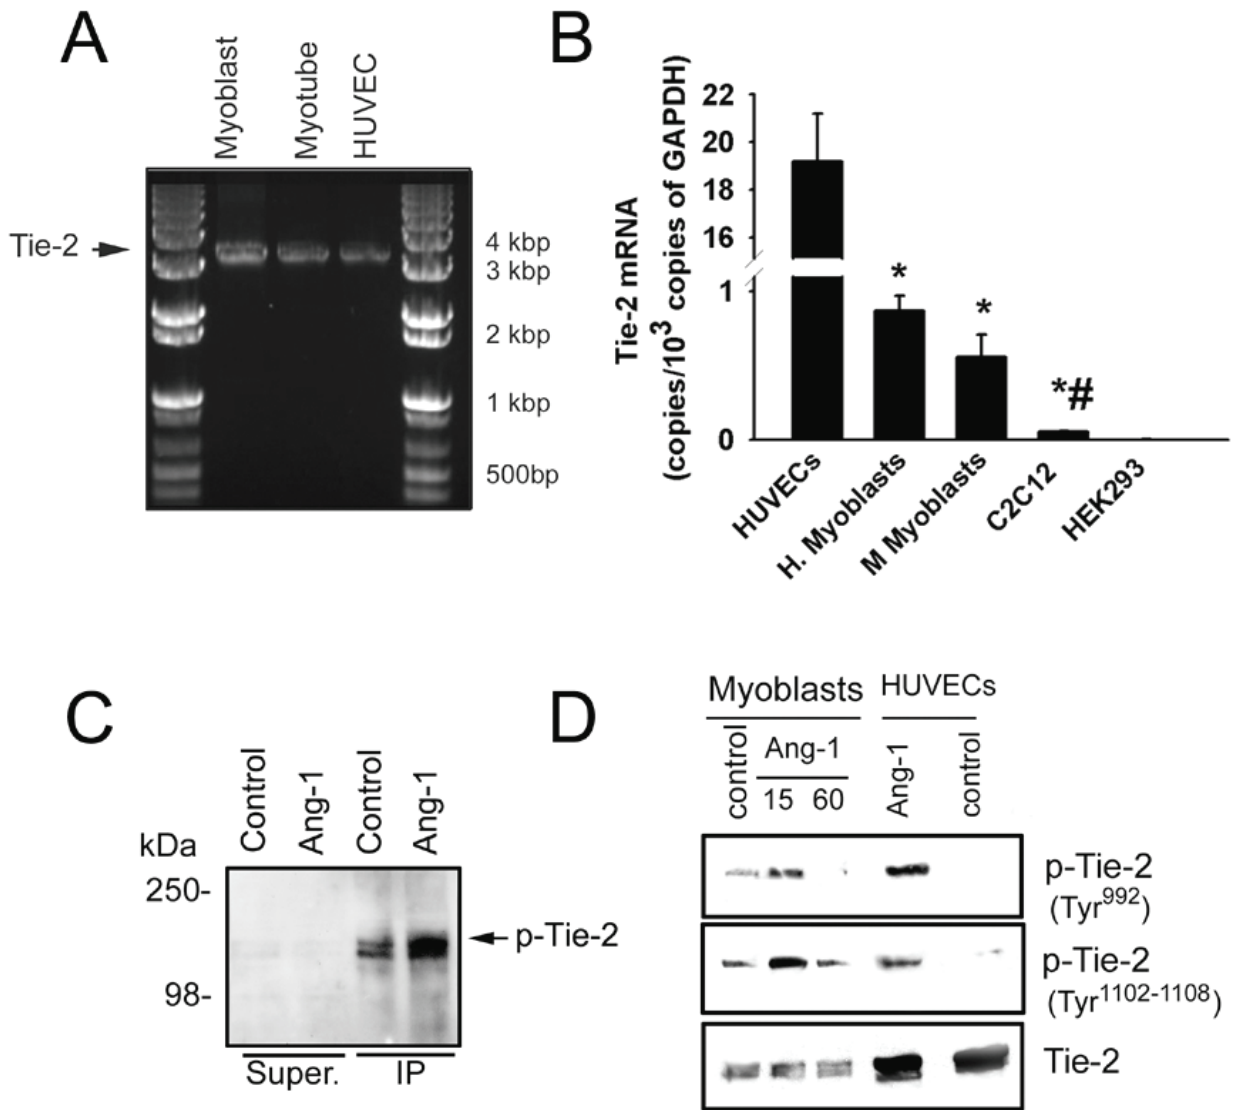 A
Myoblast
Myotube
HUVEC
Tie-2
4 kbp
3 kbp
2 kbp
1 kbp
500bp
B
Tie-2 mRNA
(copies/10³ copies of GAPDH)
22
20
18
16
1
0
*
*
*#
HUVECs
H. Myoblasts
M Myoblasts
C2C12
HEK293
C
Control
Ang-1
Control
Ang-1
kDa
250-
98-
p-Tie-2
Super.
IP
D
Myoblasts
HUVECs
control
Ang-1
15 60
Ang-1
control
p-Tie-2
(Tyr⁹⁹²)
p-Tie-2
(Tyr¹¹⁰²⁻¹¹⁰⁸)
Tie-2